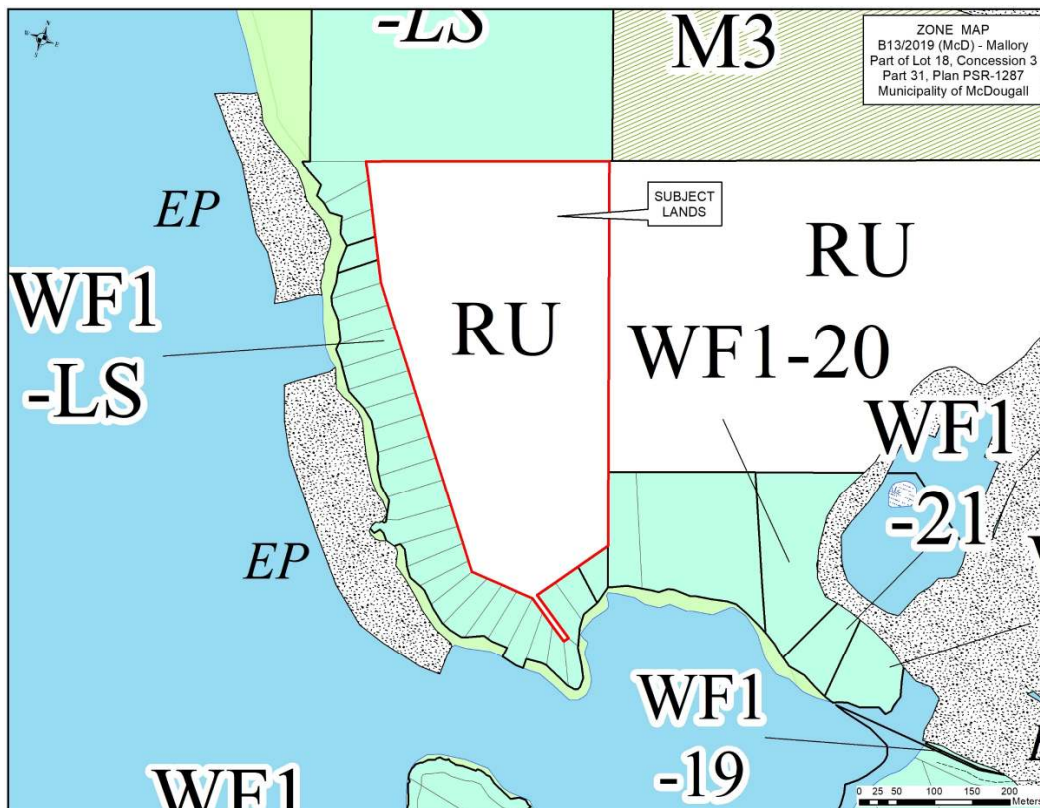 -LS
M3
ZONE MAP
B13/2019 (McD) - Mallory
Part of Lot 18, Concession 3
Part 31, Plan PSR-1287
Municipality of McDougall
N
EP
SUBJECT
LANDS
RU
WF1
-LS
RU
WF1-20
WF1
-21
EP
WF1
-19
WF1
0 25 50 100 150 200
Meters